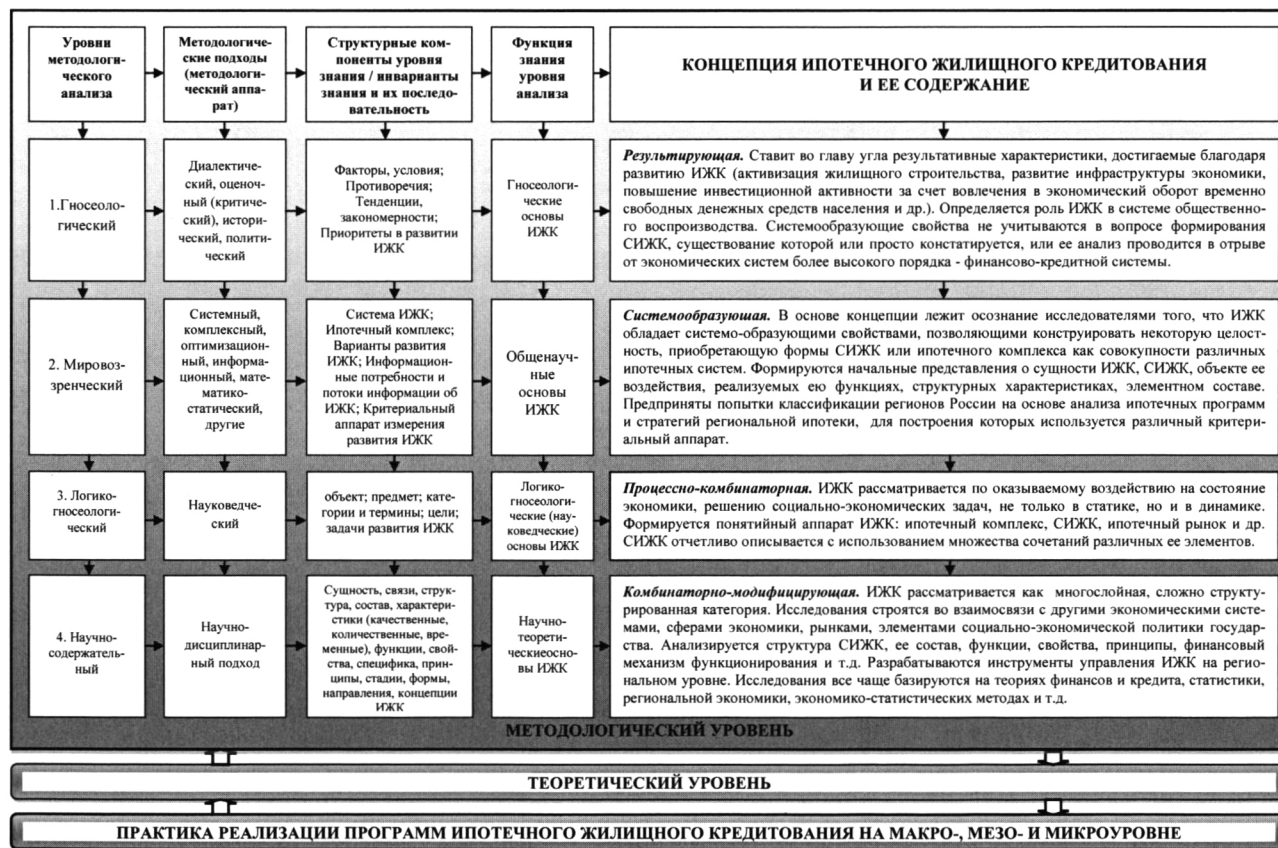 Уровни
методологи-
ческого
анализа
Методологиче-
ские подходы
(методологи-
ческий аппа-
рат)
Структурные ком-
поненты уровня
знания / инварианты
знания и их последо-
вательность
Функция
знания
уровня
анализа
КОНЦЕПЦИЯ ИПОТЕЧНОГО ЖИЛИЩНОГО КРЕДИТОВАНИЯ
И ЕЕ СОДЕРЖАНИЕ
1.Гносеоло-
гический
Диалектиче-
ский, оценоч-
ный (крити-
ческий), исто-
рический, полити-
ческий
Факторы, условия;
Противоречия;
Тенденции,
закономерности;
Приоритеты в развитии
ИЖК
Гносеологи-
ческие
основы
ИЖК
Результирующая. Ставит во главу угла результативные характеристики, достигаемые благодаря
развитию ИЖК (активизация жилищного строительства, развитие инфраструктуры экономики,
повышение инвестиционной активности за счет вовлечения в экономический оборот временно
свободных денежных средств населения и др.). Определяется роль ИЖК в системе общественно-
го воспроизводства. Системообразующие свойства не учитываются в вопросе формирования
СИЖК, существование которой или просто констатируется, или ее анализ проводится в отрыве
от экономических систем более высокого порядка - финансово-кредитной системы.
2. Мировоз-
зренческий
Системный,
комплексный,
оптимизацион-
ный, информа-
ционный, мате-
матико-
статический,
другие
Система ИЖК;
Ипотечный комплекс;
Варианты развития
ИЖК; Информацион-
ные потребности и
потоки информации об
ИЖК; Критериальный
аппарат измерения
развития ИЖК
Общенауч-
ные
основы
ИЖК
Системообразуюшая. В основе концепции лежит осознание исследователями того, что ИЖК
обладает системо-образующими свойствами, позволяющими конструировать некоторую целост-
ность, приобретающую формы СИЖК или ипотечного комплекса как совокупности различных
ипотечных систем. Формируются начальные представления о сущности ИЖК, СИЖК, объекте ее
воздействия, реализуемых ею функциях, структурных характеристиках, элементном составе.
Предприняты попытки классификации регионов России на основе анализа ипотечных программ
и стратегий региональной ипотеки, для построения которых используется различный критери-
альный аппарат.
3. Логико-
гносеологи-
ческий
Науковедче-
ский
объект; предмет; кате-
гории и термины; цели;
задачи развития ИЖК
Логико-
гносеологи-
ческие (нау-
коведческие)
основы ИЖК
Процессно-комбинаторная. ИЖК рассматривается по оказываемому воздействию на состояние
экономики, решению социально-экономических задач, не только в статике, но и в динамике.
Формируется понятийный аппарат ИЖК: ипотечный комплекс, СИЖК, ипотечный рынок и др.
СИЖК отчетливо описывается с использованием множества сочетаний различных ее элементов.
4. Научно-
содержатель-
ный
Научно-
дисциплинар-
ный подход
Сущность, связи, струк-
тура, состав, характери-
стики (качественные,
количественные, вре-
менные), функции, свой-
ства, специфика, прин-
ципы, стадии, формы,
направления, концепции
ИЖК
Научно-
теорети-
ческиеосно-
вы ИЖК
Комбинаторно-модифицирующая. ИЖК рассматривается как многослойная, сложно структу-
рированная категория. Исследования строятся во взаимосвязи с другими экономическими систе-
мами, сферами экономики, рынками, элементами социально-экономической политики государ-
ства. Анализируется структура СИЖК, ее состав, функции, свойства, принципы, финансовый
механизм функционирования и т.д. Разрабатываются инструменты управления ИЖК на регио-
нальном уровне. Исследования все чаще базируются на теориях финансов и кредита, статистики,
региональной экономики, экономико-статистических методах и т.д.
МЕТОДОЛОГИЧЕСКИЙ УРОВЕНЬ
ТЕОРЕТИЧЕСКИЙ УРОВЕНЬ
ПРАКТИКА РЕАЛИЗАЦИИ ПРОГРАММ ИПОТЕЧНОГО ЖИЛИЩНОГО КРЕДИТОВАНИЯ НА МАКРО-, МЕЗО- И МИКРОУРОВНЕ